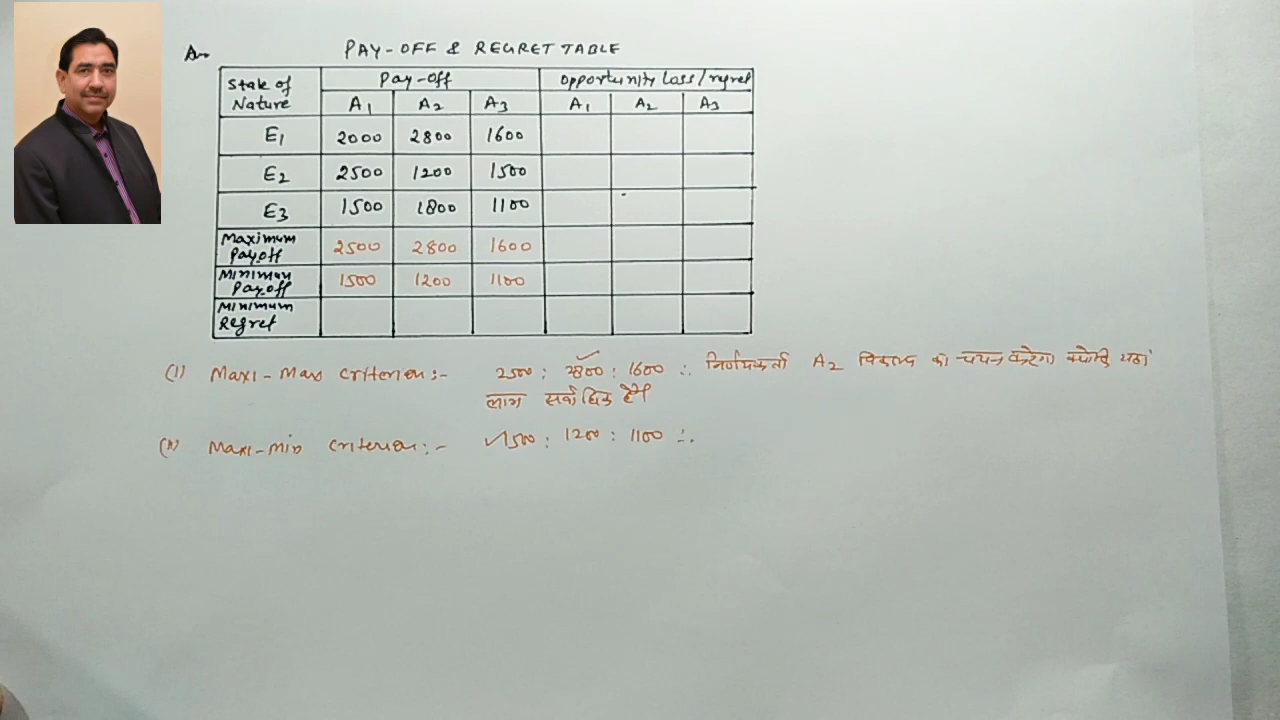 Ans
PAY-OFF & REGRET TABLE
State of Nature Pay-off Opportunity Loss/regret
A1 A2 A3 A1 A2 A3
E1 2000 2800 1600
E2 2500 1200 1500
E3 1500 1800 1100
Maximum Payoff 2500 2800 1600
Minimum Payoff 1500 1200 1100
Minimum Regret
(I) Maxi-Max criterion:- 2500 : 2800 : 1600 ∴ निर्णयकर्ता A2 विकल्प का चयन करेगा क्योंकि यहां
लाभ सर्वाधिक है।
(II) Maxi-Min Criterion:- 1500 : 1200 : 1100 ∴